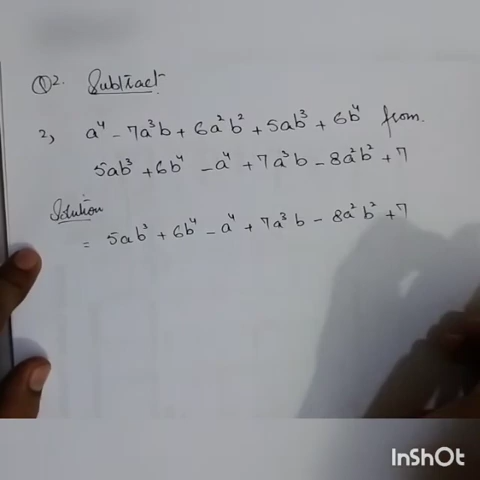 Q2. Subtract
2, a⁴ - 7a³b + 6a²b² + 5ab³ + 6b⁴ from.
5ab³ + 6b⁴ - a⁴ + 7a³b - 8a²b² + 7
Solution
= 5ab³ + 6b⁴ - a⁴ + 7a³b - 8a²b² + 7
InShOt